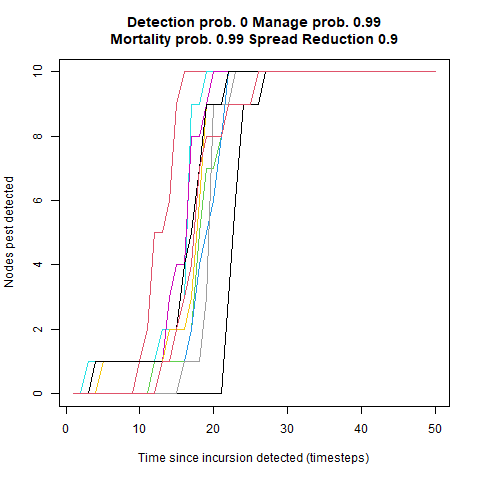 Detection prob. 0 Manage prob. 0.99
Mortality prob. 0.99 Spread Reduction 0.9
Nodes pest detected
10
8
6
4
2
0
0 10 20 30 40 50
Time since incursion detected (timesteps)